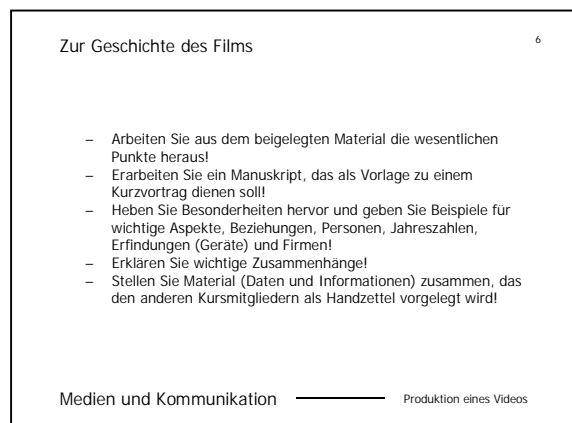 Zur Geschichte des Films
6
– Arbeiten Sie aus dem beigelegten Material die wesentlichen
Punkte heraus!
– Erarbeiten Sie ein Manuskript, das als Vorlage zu einem
Kurzvortrag dienen soll!
– Heben Sie Besonderheiten hervor und geben Sie Beispiele für
wichtige Aspekte, Beziehungen, Personen, Jahreszahlen,
Erfindungen (Geräte) und Firmen!
– Erklären Sie wichtige Zusammenhänge!
– Stellen Sie Material (Daten und Informationen) zusammen, das
den anderen Kursmitgliedern als Handzettel vorgelegt wird!
Medien und Kommunikation
Produktion eines Videos